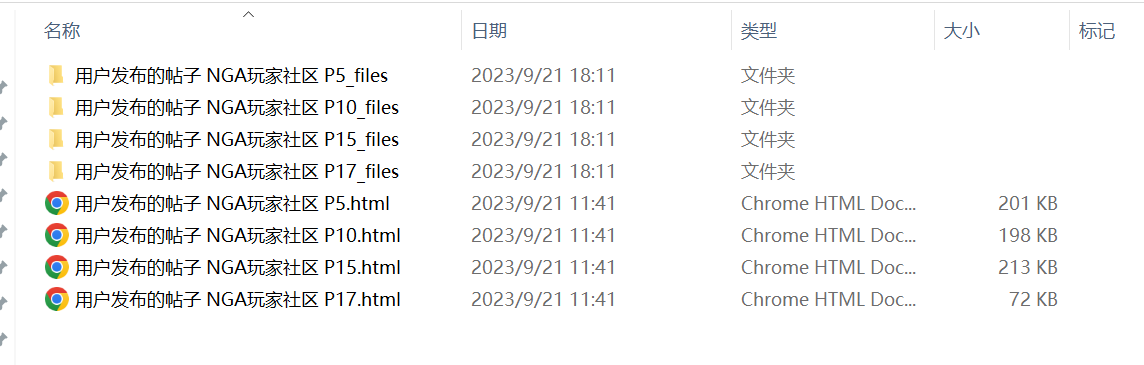 名称 日期 类型 大小 标记
用户发布的帖子 NGA玩家社区 P5_files 2023/9/21 18:11 文件夹
用户发布的帖子 NGA玩家社区 P10_files 2023/9/21 18:11 文件夹
用户发布的帖子 NGA玩家社区 P15_files 2023/9/21 18:11 文件夹
用户发布的帖子 NGA玩家社区 P17_files 2023/9/21 18:11 文件夹
用户发布的帖子 NGA玩家社区 P5.html 2023/9/21 11:41 Chrome HTML Doc... 201 KB
用户发布的帖子 NGA玩家社区 P10.html 2023/9/21 11:41 Chrome HTML Doc... 198 KB
用户发布的帖子 NGA玩家社区 P15.html 2023/9/21 11:41 Chrome HTML Doc... 213 KB
用户发布的帖子 NGA玩家社区 P17.html 2023/9/21 11:41 Chrome HTML Doc... 72 KB